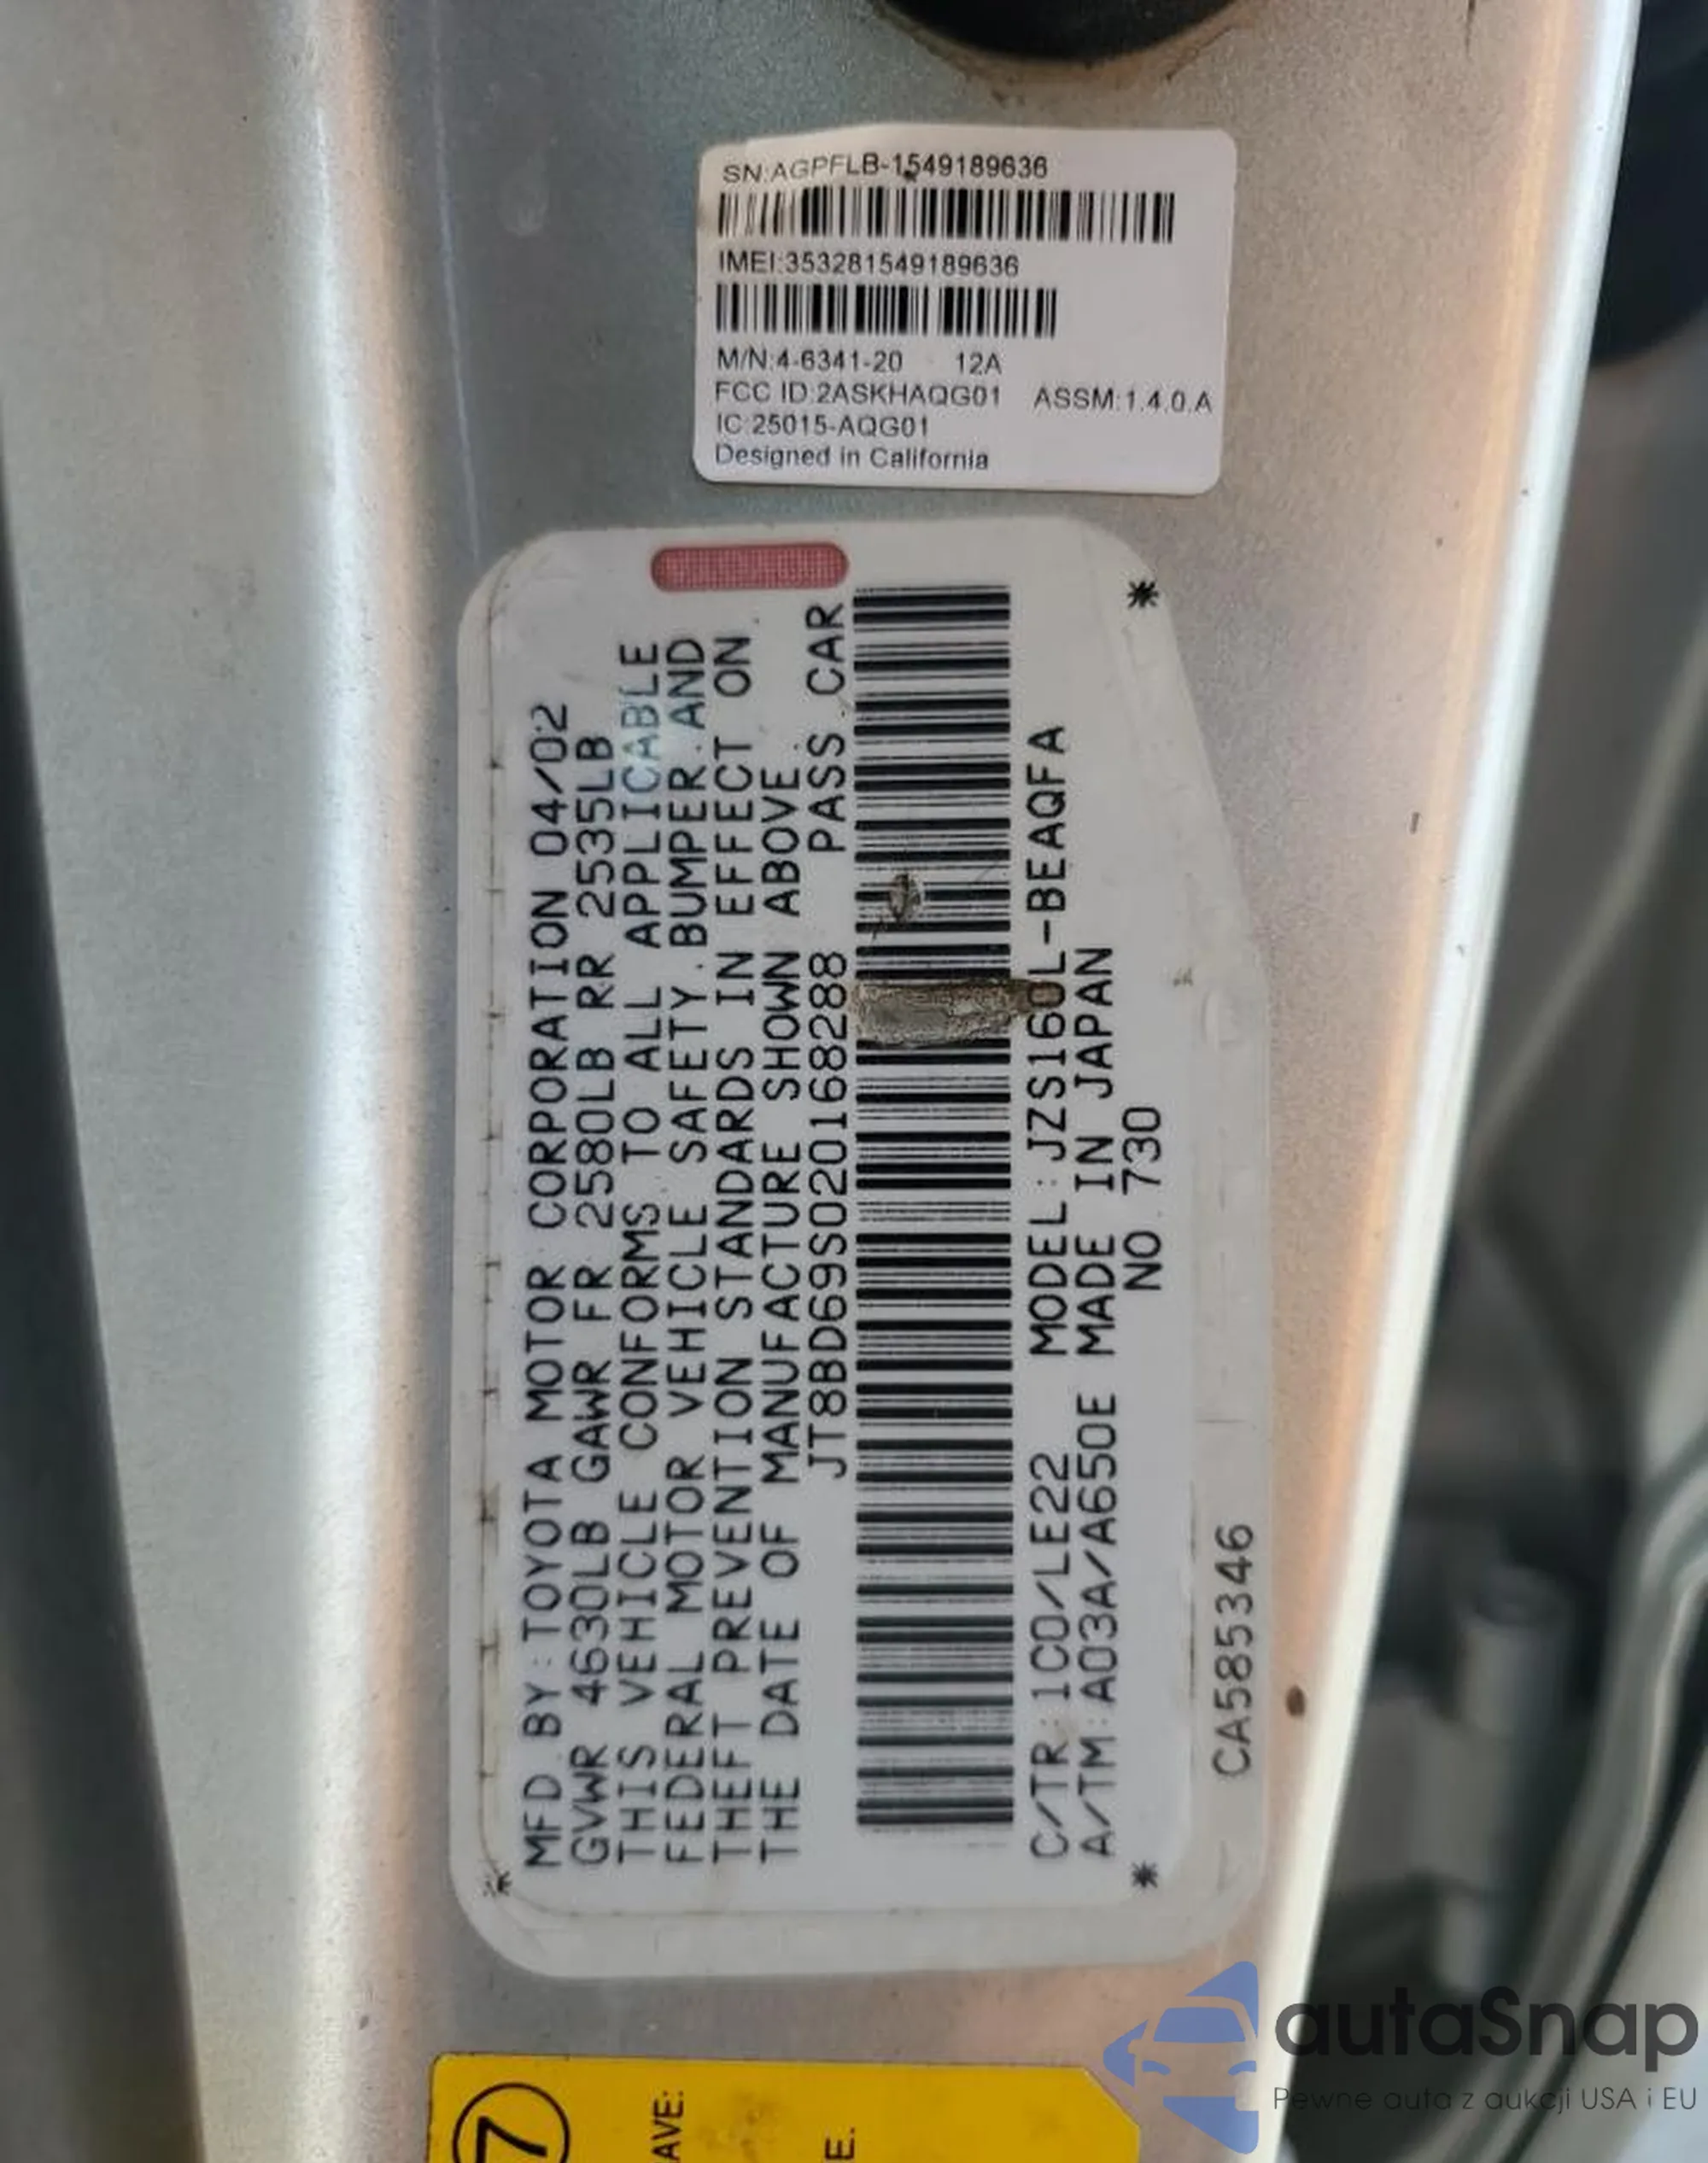 SN:AGPFLB-1549189636
IMEI:353281549189636
M/N:4-6341-20 12A
FCC ID:2ASKHAQG01 ASSM:1.4.0.A
IC:25015-AQG01
Designed in California
MFD.BY:TOYOTA MOTOR CORPORATION 04/02
GVWR 4630LB GAWR FR 2580LB RR 2535LB
THIS VEHICLE CONFORMS TO ALL APPLICABLE
FEDERAL MOTOR VEHICLE SAFETY.BUMPER.AND
THEFT PREVENTION STANDARDS IN EFFECT ON
THE DATE OF MANUFACTURE SHOWN ABOVE.
JT8BD69S020168288 PASS.CAR
C/TR:1C0/LE22 MODEL:JZS160L-BEAQFA
A/TM:A03A/A650E MADE IN JAPAN
NO 730
CA585346
7
AVE:
E.
autaSnap
Pewne auta z aukcji USA i EU